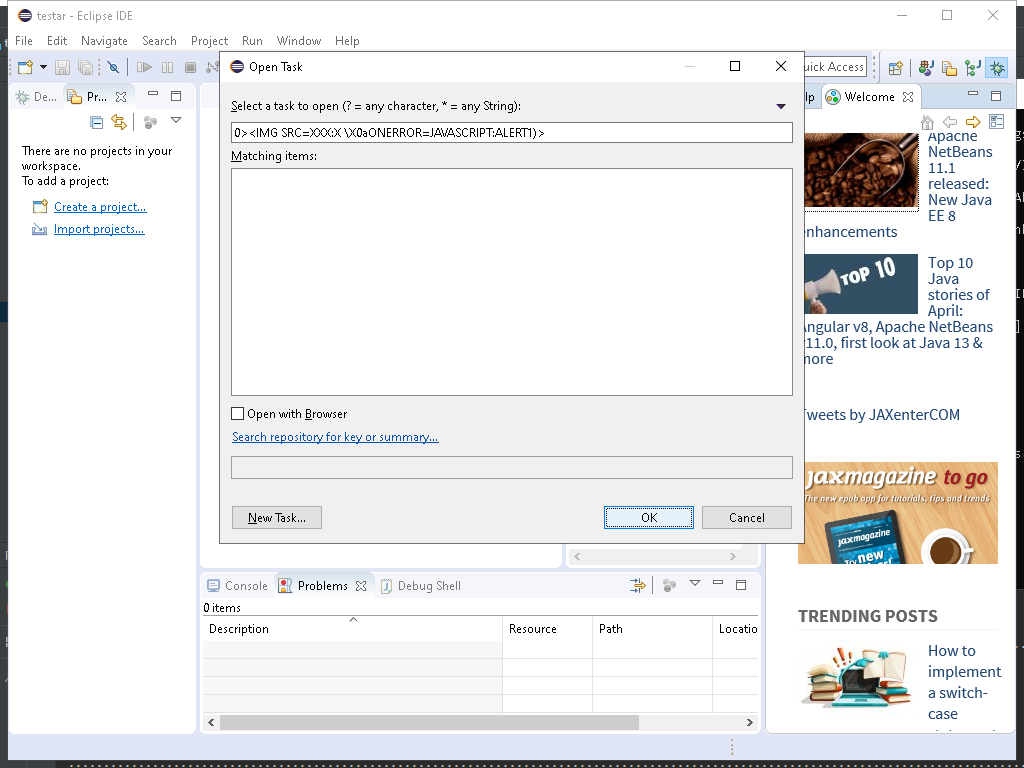 testar - Eclipse IDE
File Edit Navigate Search Project Run Window Help
Open Task
uick Access
De... Pr...
Select a task to open (? = any character, * = any String):
lp Welcome
0><IMG SRC=XXX:X \X0aONERROR=JAVASCRIPT:ALERT1)>
Matching items:
There are no projects in your
workspace.
To add a project:
Create a project...
Import projects...
Apache
NetBeans
11.1
released:
New Java
EE 8
enhancements
TOP 10
Top 10
Java
stories of
April:
Angular v8, Apache NetBeans
v11.0, first look at Java 13 &
more
Tweets by JAXenterCOM
Open with Browser
Search repository for key or summary...
jaxmagazine to go
The new epub app for tutorials, tips and trends
jaxmagazine
Try new
New Task... OK Cancel
Console Problems Debug Shell
0 items
Description Resource Path Locatio
TRENDING POSTS
How to
implement
a switch-
case